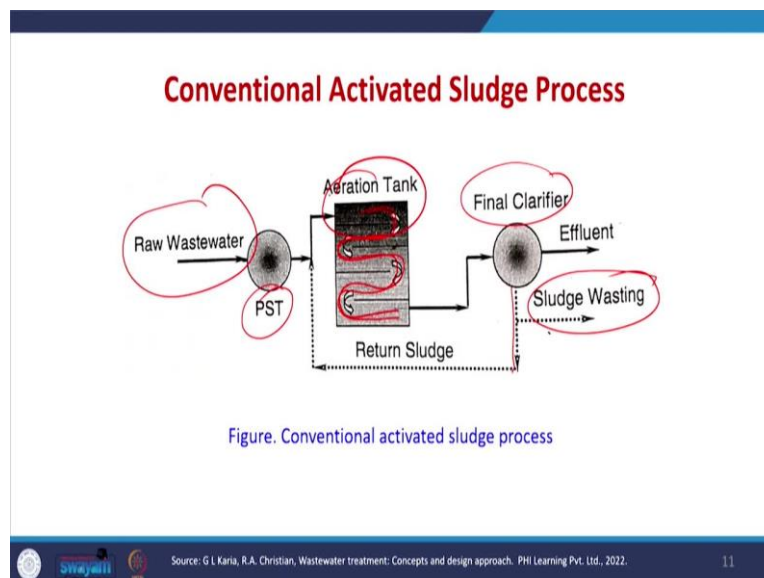 Conventional Activated Sludge Process
Aeration Tank
Final Clarifier
Raw Wastewater
Effluent
PST
Sludge Wasting
Return Sludge
Figure. Conventional activated sludge process
swayam
Source: G L Karia, R.A. Christian, Wastewater treatment: Concepts and design approach. PHI Learning Pvt. Ltd., 2022.
11